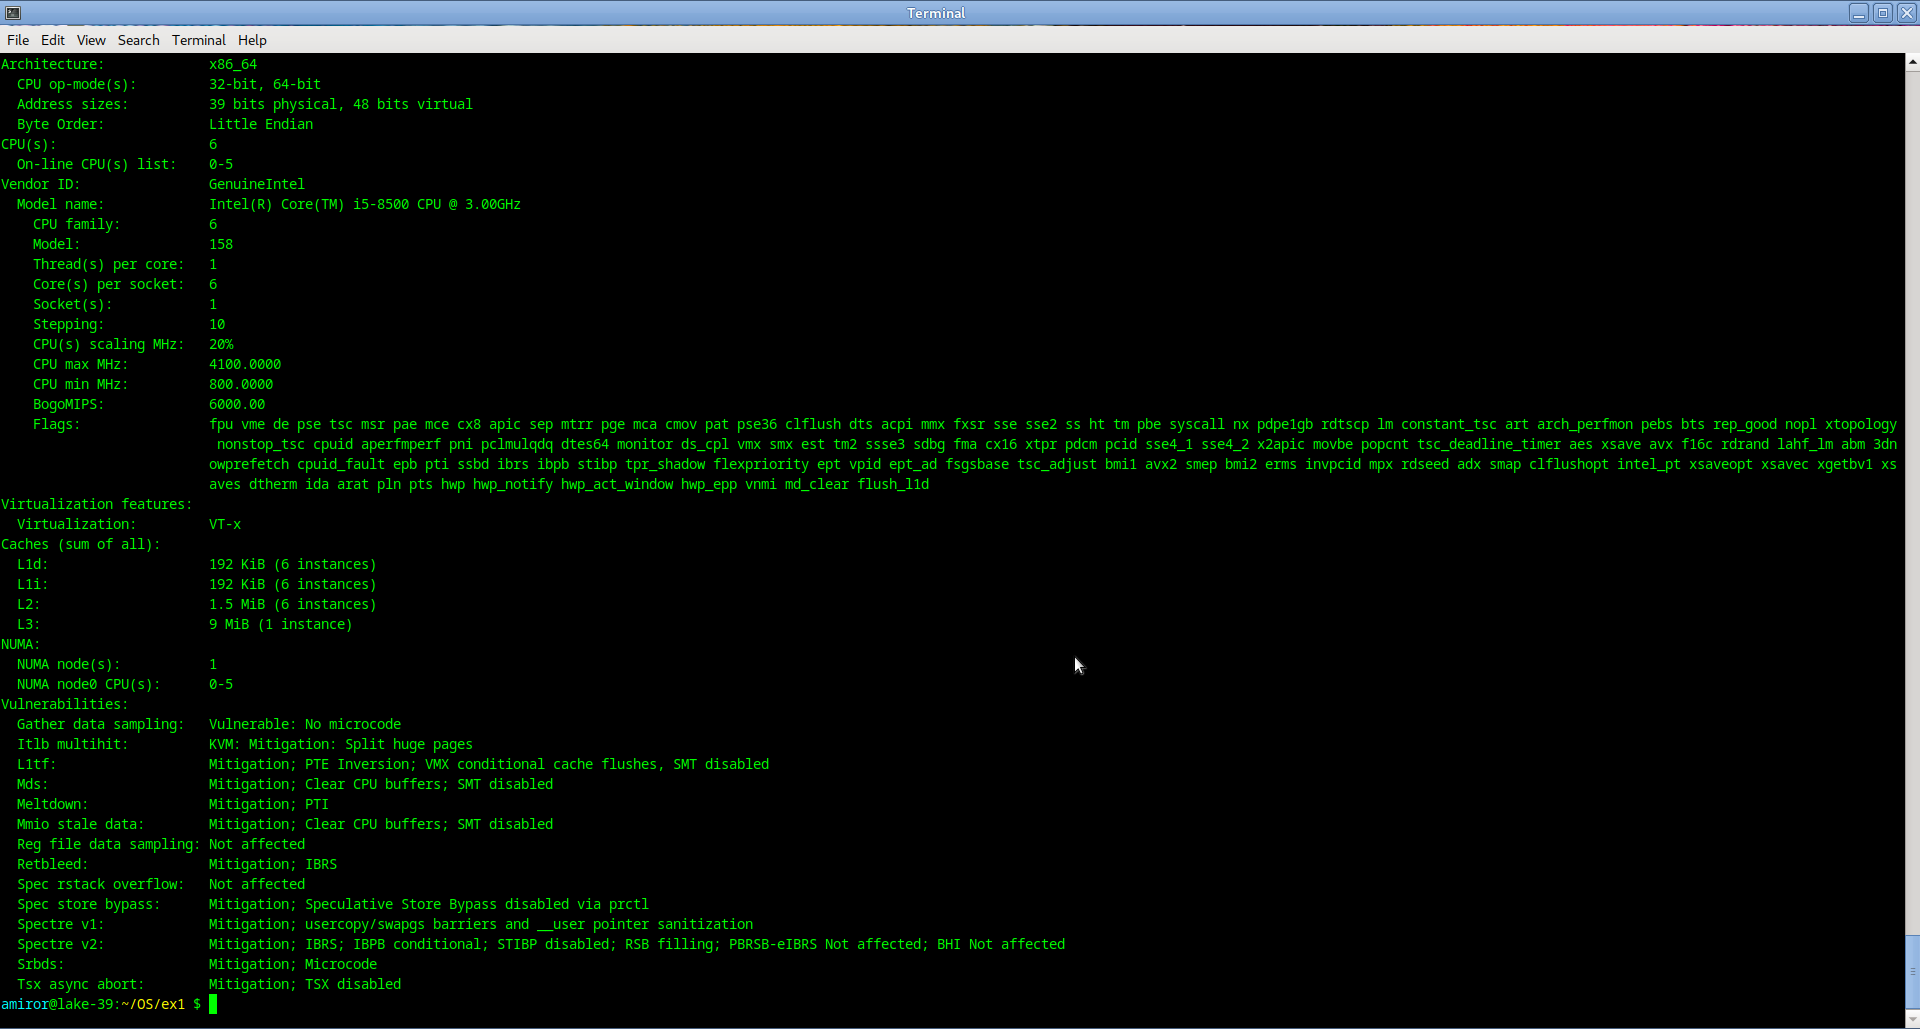 Terminal
File Edit View Search Terminal Help
Architecture: x86_64
CPU op-mode(s): 32-bit, 64-bit
Address sizes: 39 bits physical, 48 bits virtual
Byte Order: Little Endian
CPU(s): 6
On-line CPU(s) list: 0-5
Vendor ID: GenuineIntel
Model name: Intel(R) Core(TM) i5-8500 CPU @ 3.00GHz
CPU family: 6
Model: 158
Thread(s) per core: 1
Core(s) per socket: 6
Socket(s): 1
Stepping: 10
CPU(s) scaling MHz: 20%
CPU max MHz: 4100.0000
CPU min MHz: 800.0000
BogoMIPS: 6000.00
Flags: fpu vme de pse tsc msr pae mce cx8 apic sep mtrr pge mca cmov pat pse36 clflush dts acpi mmx fxsr sse sse2 ss ht tm pbe syscall nx pdpe1gb rdtscp lm constant_tsc art arch_perfmon pebs bts rep_good nopl xtopology
nonstop_tsc cpuid aperfmperf pni pclmulqdq dtes64 monitor ds_cpl vmx smx est tm2 ssse3 sdbg fma cx16 xtpr pdcm pcid sse4_1 sse4_2 x2apic movbe popcnt tsc_deadline_timer aes xsave avx f16c rdrand lahf_lm abm 3dn
owprefetch cpuid_fault epb pti ssbd ibrs ibpb stibp tpr_shadow flexpriority ept vpid ept_ad fsgsbase tsc_adjust bmi1 avx2 smep bmi2 erms invpcid mpx rdseed adx smap clflushopt intel_pt xsaveopt xsavec xgetbv1 xs
aves dtherm ida arat pln pts hwp hwp_notify hwp_act_window hwp_epp vnmi md_clear flush_l1d
Virtualization features:
Virtualization: VT-x
Caches (sum of all):
L1d: 192 KiB (6 instances)
L1i: 192 KiB (6 instances)
L2: 1.5 MiB (6 instances)
L3: 9 MiB (1 instance)
NUMA:
NUMA node(s): 1
NUMA node0 CPU(s): 0-5
Vulnerabilities:
Gather data sampling: Vulnerable: No microcode
Itlb multihit: KVM: Mitigation: Split huge pages
L1tf: Mitigation; PTE Inversion; VMX conditional cache flushes, SMT disabled
Mds: Mitigation; Clear CPU buffers; SMT disabled
Meltdown: Mitigation; PTI
Mmio stale data: Mitigation; Clear CPU buffers; SMT disabled
Reg file data sampling: Not affected
Retbleed: Mitigation; IBRS
Spec rstack overflow: Not affected
Spec store bypass: Mitigation; Speculative Store Bypass disabled via prctl
Spectre v1: Mitigation; usercopy/swapgs barriers and __user pointer sanitization
Spectre v2: Mitigation; IBRS; IBPB conditional; STIBP disabled; RSB filling; PBRSB-eIBRS Not affected; BHI Not affected
Srbds: Mitigation; Microcode
Tsx async abort: Mitigation; TSX disabled
amiror@lake-39:~/OS/ex1 $